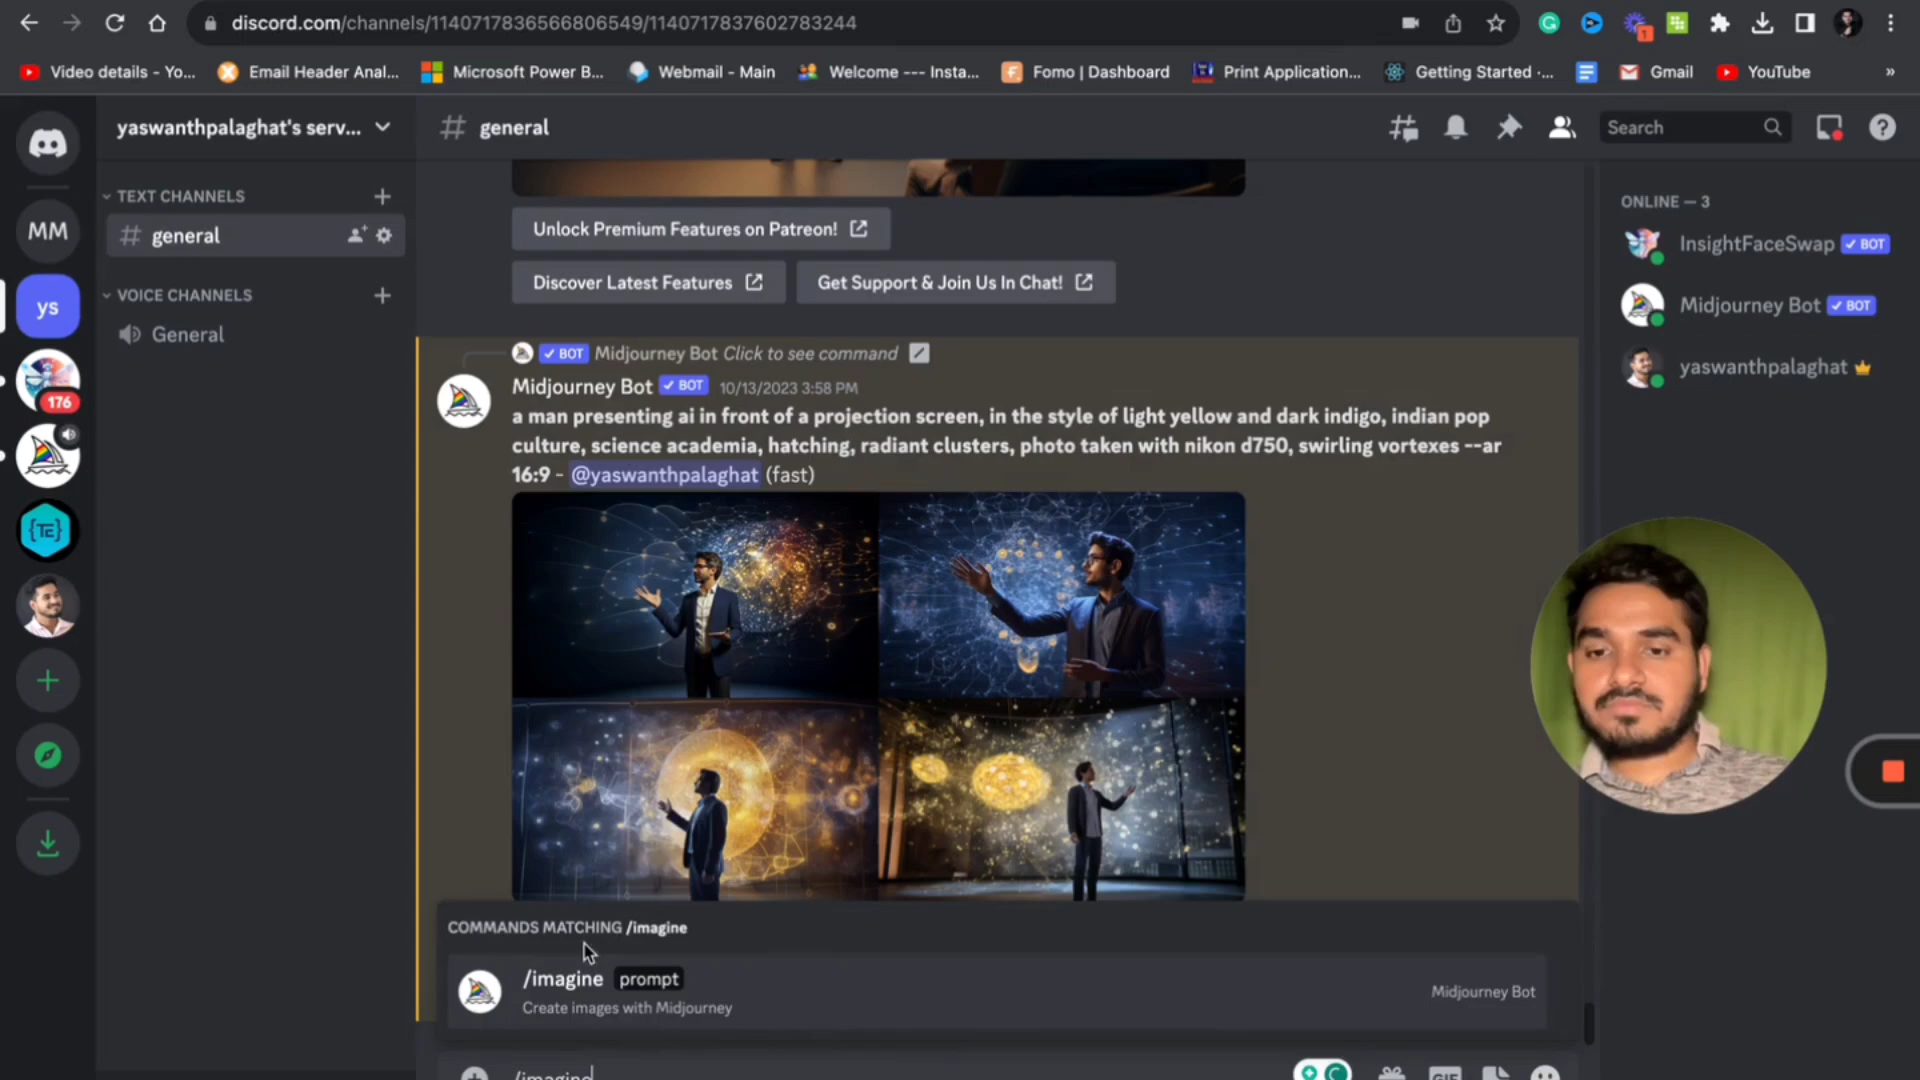 discord.com/channels/1140717836566806549/1140717837602783244
1
Video details - Yo...
Email Header Anal...
Microsoft Power B...
Webmail - Main
Welcome --- Insta...
Fomo | Dashboard
Print Application...
Getting Started ·...
Gmail
YouTube
»
yaswanthpalaghat's serv...
general
Search
TEXT CHANNELS
general
VOICE CHANNELS
General
MM
ys
176
{TE}
Unlock Premium Features on Patreon!
Discover Latest Features
Get Support & Join Us In Chat!
BOT Midjourney Bot Click to see command
Midjourney Bot BOT 10/13/2023 3:58 PM
a man presenting ai in front of a projection screen, in the style of light yellow and dark indigo, indian pop
culture, science academia, hatching, radiant clusters, photo taken with nikon d750, swirling vortexes --ar
16:9 - @yaswanthpalaghat (fast)
COMMANDS MATCHING /imagine
/imagine prompt
Create images with Midjourney
Midjourney Bot
/imagine
GIF
ONLINE — 3
InsightFaceSwap BOT
Midjourney Bot BOT
yaswanthpalaghat